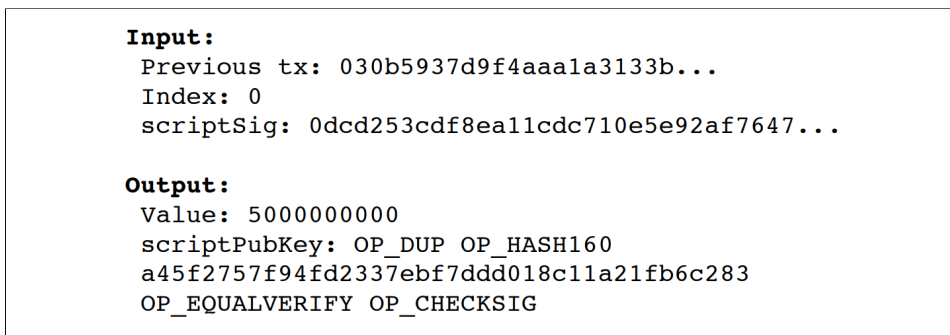 Input:
Previous tx: 030b5937d9f4aaa1a3133b...
Index: 0
scriptSig: 0dcd253cdf8ea11cdc710e5e92af7647...
Output:
Value: 5000000000
scriptPubKey: OP_DUP OP_HASH160
a45f2757f94fd2337ebf7ddd018c11a21fb6c283
OP_EQUALVERIFY OP_CHECKSIG